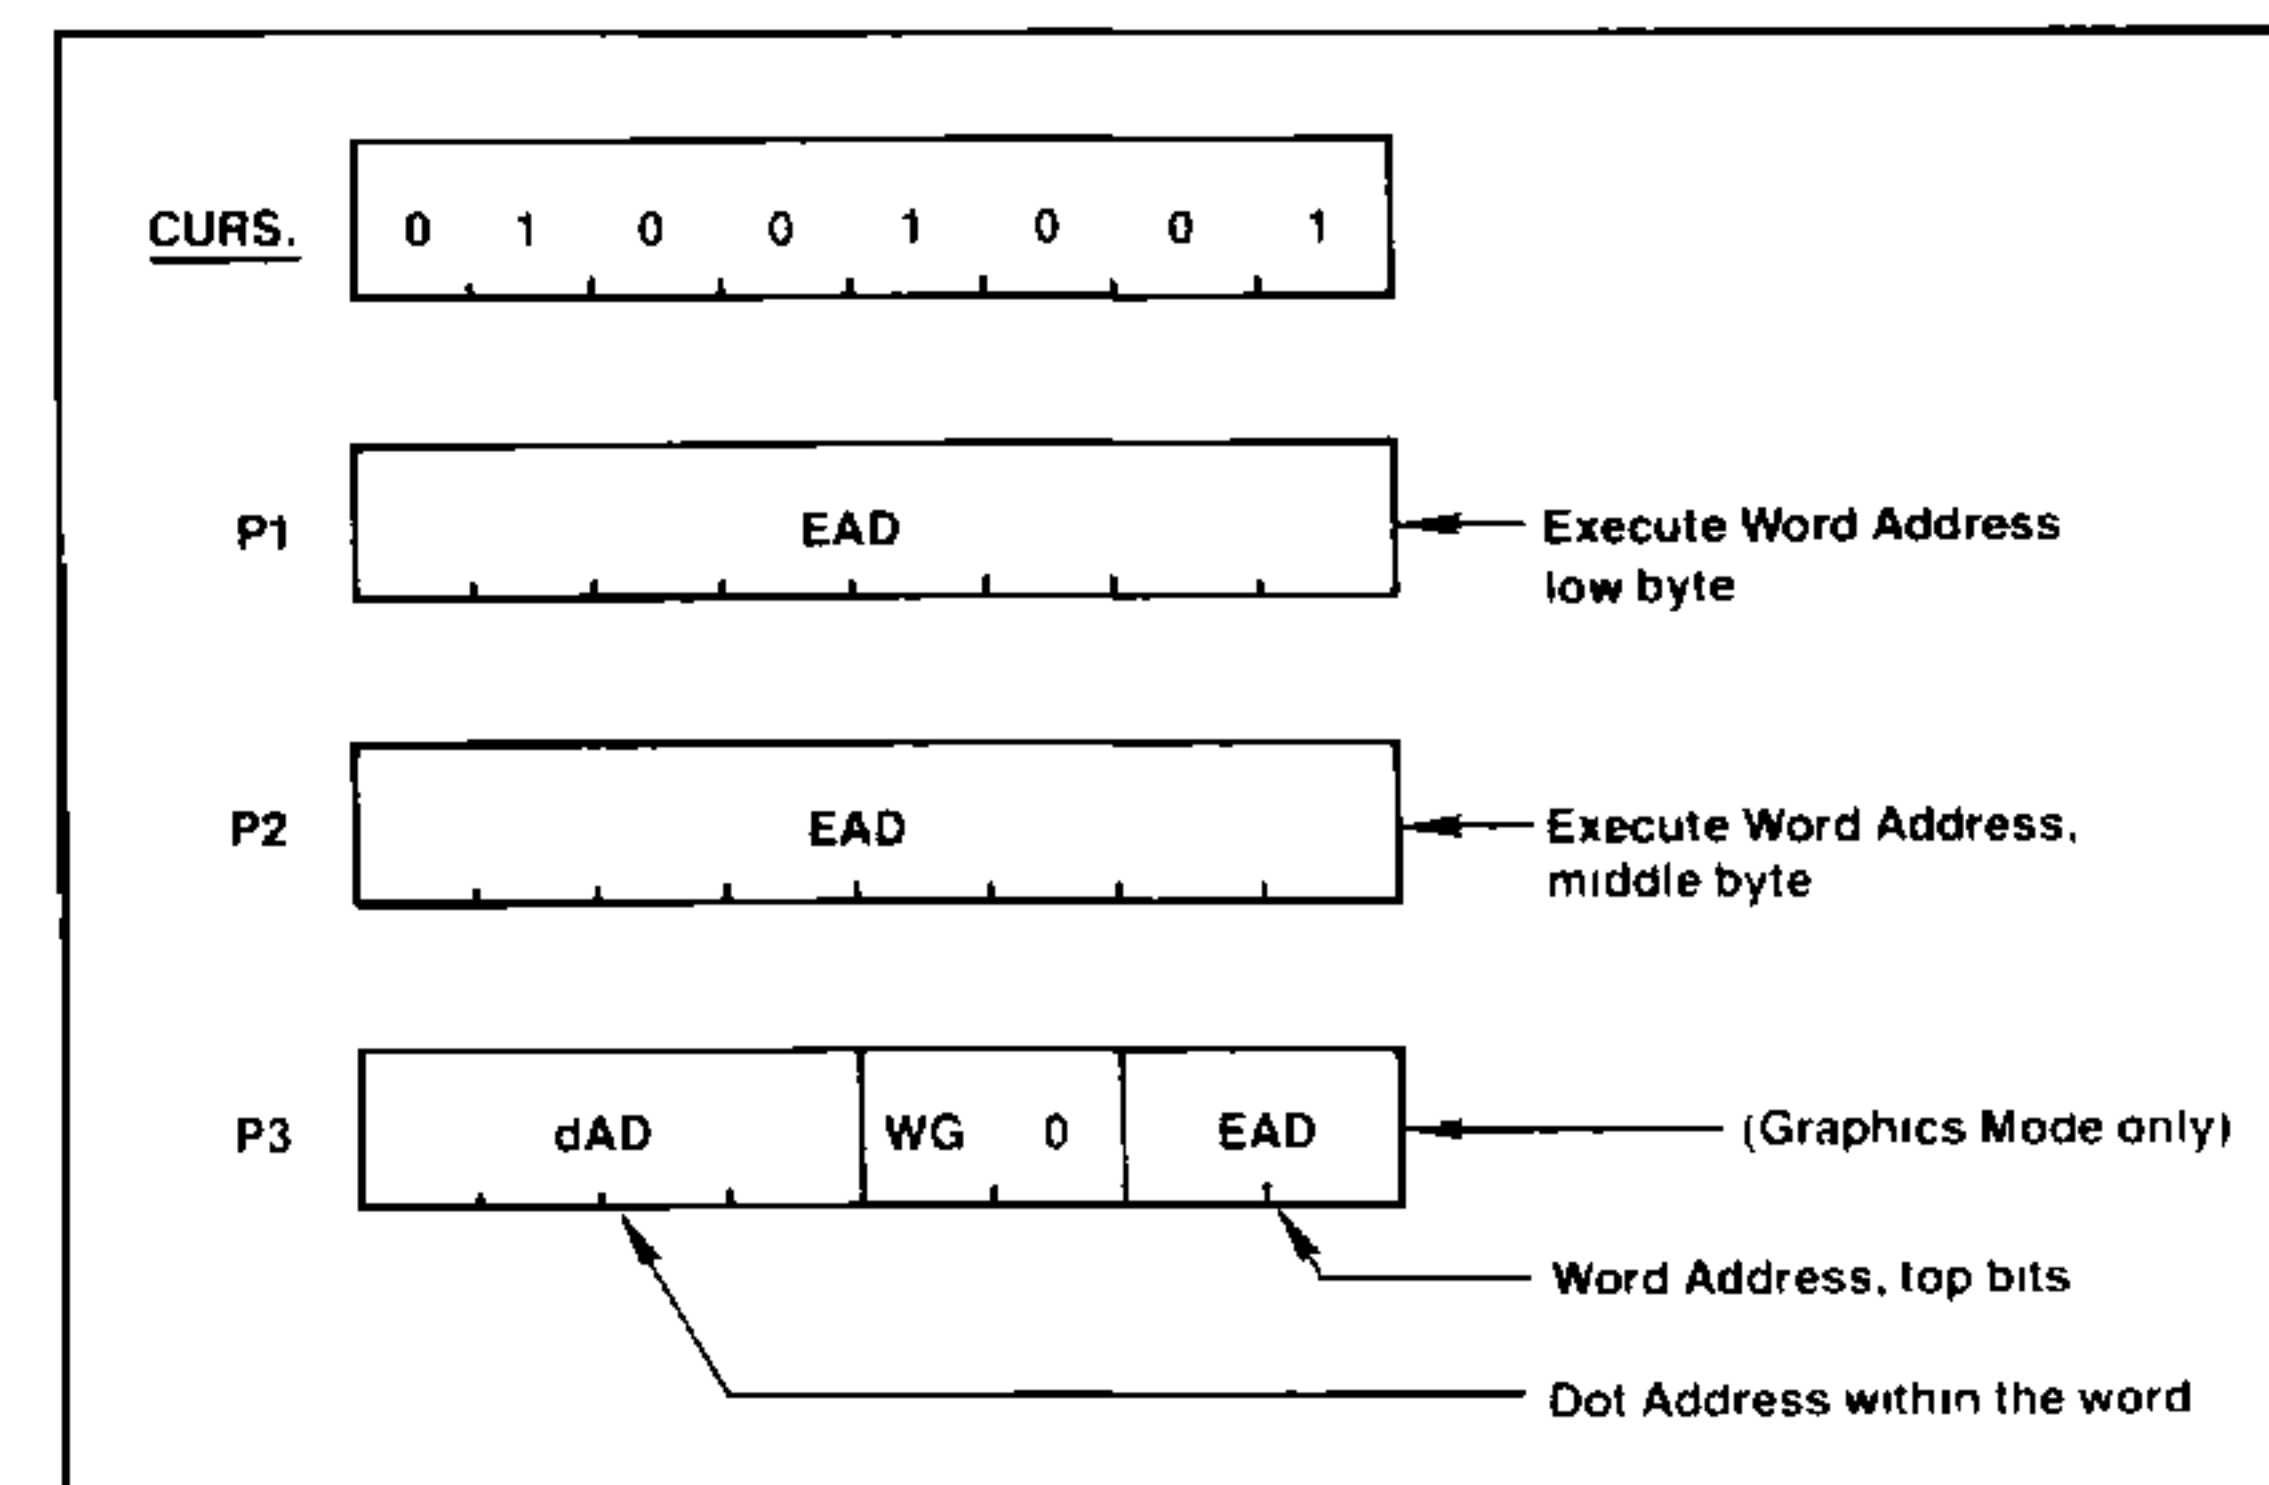 CURS. 0 1 0 0 1 0 0 1
P1 EAD Execute Word Address
low byte
P2 EAD Execute Word Address,
middle byte
P3 dAD WG 0 EAD (Graphics Mode only)
Word Address, top bits
Dot Address within the word